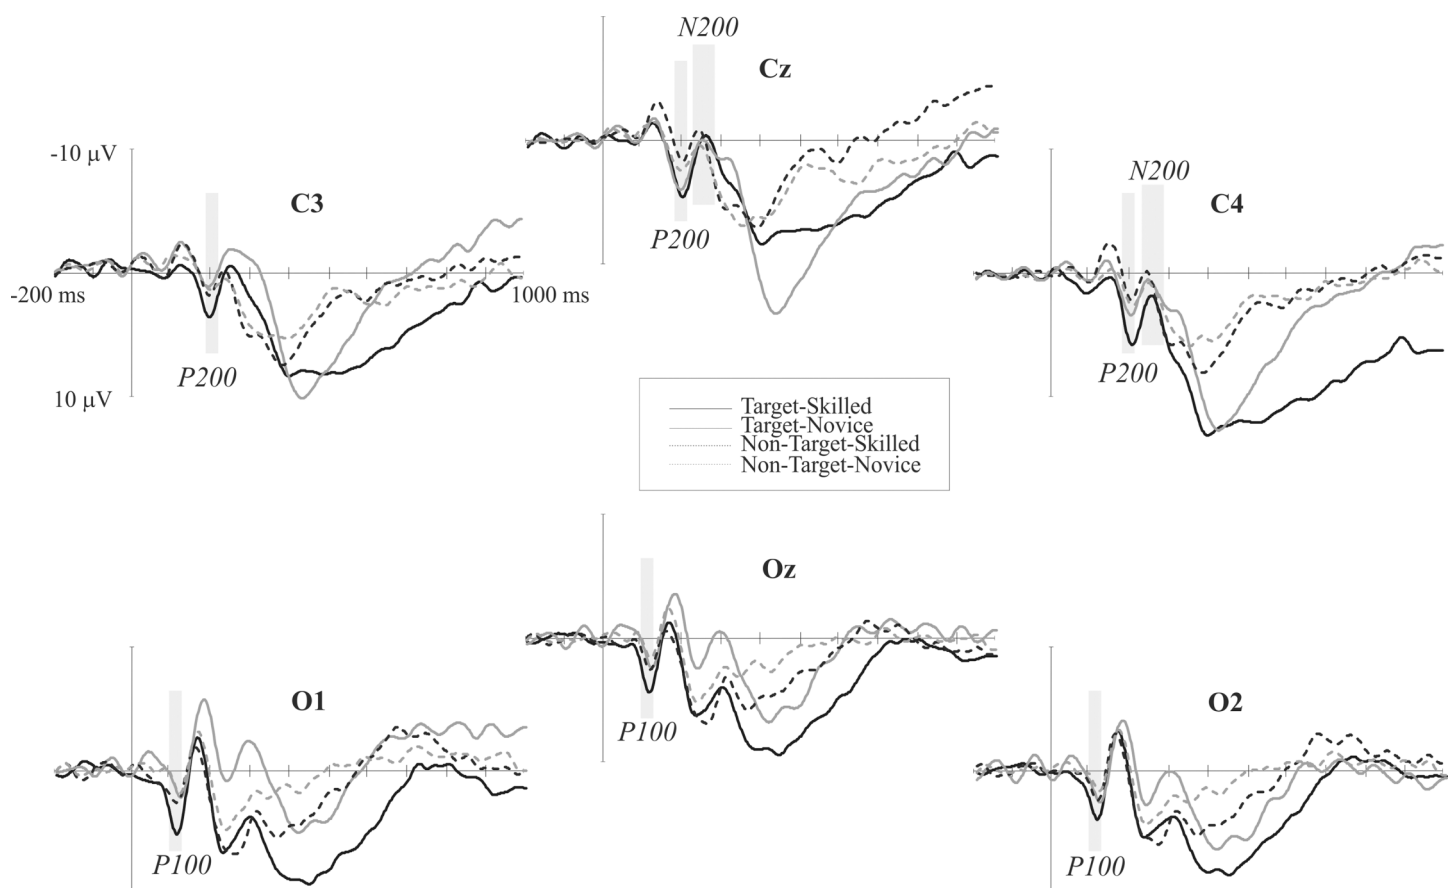 N200
Cz
-10 µV
N200
C3
C4
P200
-200 ms
1000 ms
P200
P200
10 µV
Target-Skilled
Target-Novice
Non-Target-Skilled
Non-Target-Novice
Oz
O1
O2
P100
P100
P100